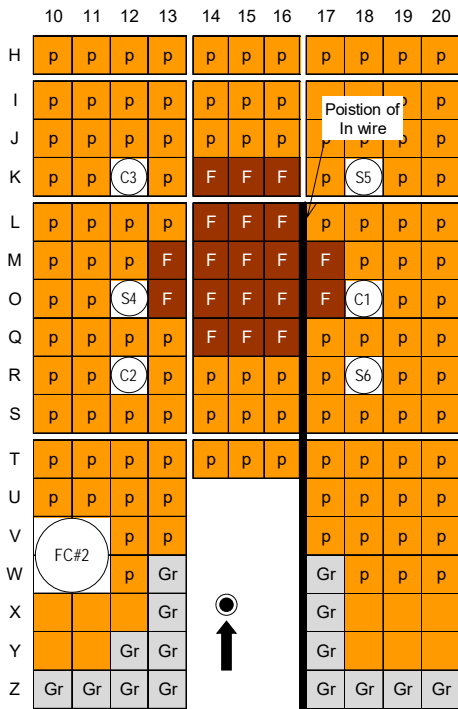 10 11 12 13 14 15 16 17 18 19 20
H p p p p p p p p p p p
I p p p p p p p p p
Poistion of
In wire
J p p p p p p p p p
K p p C3 p F F F p S5 p p
L p p p p F F F p p p p
M p p p F F F F F p p p
O p p S4 F F F F F C1 p p
Q p p p p F F F p p p p
R p p C2 p p p p p S6 p p
S p p p p p p p p p p p
T p p p p p p p p p p p
U p p p p p p p p
V p p p p p p
FC#2
W p Gr Gr p p p
X Gr Gr
Y Gr Gr Gr
Z Gr Gr Gr Gr Gr Gr Gr Gr